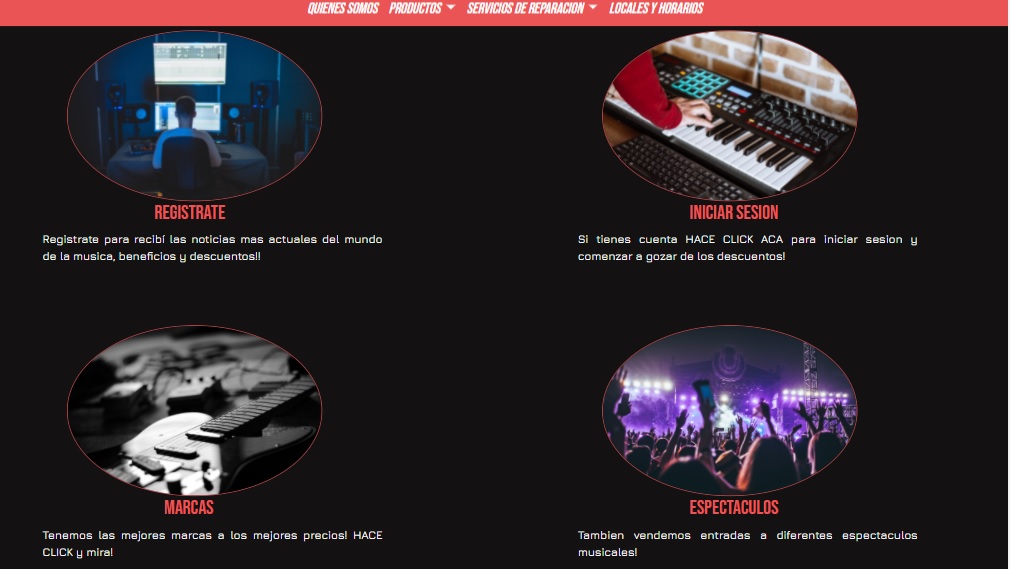 QUIENES SOMOS PRODUCTOS SERVICIOS DE REPARACION LOCALES Y HORARIOS
REGISTRATE
Registrate para recibí las noticias mas actuales del mundo
de la musica, beneficios y descuentos!!
INICIAR SESION
Si tienes cuenta HACE CLICK ACA para iniciar sesion y
comenzar a gozar de los descuentos!
MARCAS
Tenemos las mejores marcas a los mejores precios! HACE
CLICK y mira!
ESPECTACULOS
Tambien vendemos entradas a diferentes espectaculos
musicales!